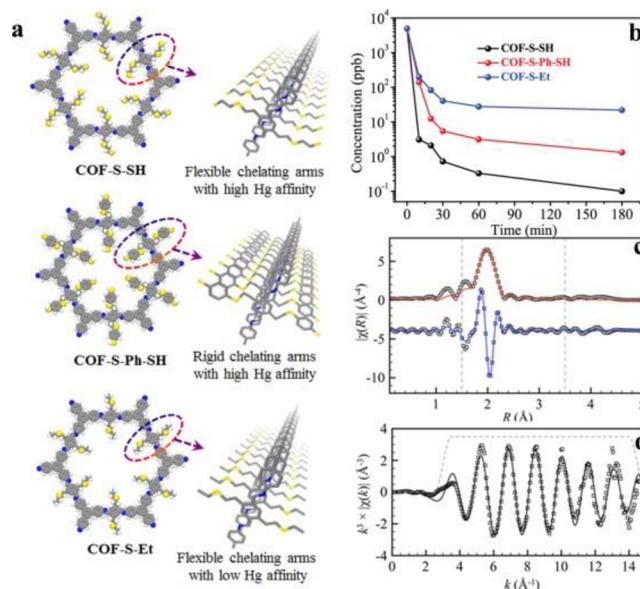 a
COF-S-SH
Flexible chelating arms
with high Hg affinity
COF-S-Ph-SH
Rigid chelating arms
with high Hg affinity
COF-S-Et
Flexible chelating arms
with low Hg affinity
b
Concentration (ppb)
10⁵
10⁴
10³
10²
10¹
10⁰
10⁻¹
COF-S-SH
COF-S-Ph-SH
COF-S-Et
0 30 60 90 120 150 180
Time (min)
|χ(R)| (Å⁻⁴)
5
0
-5
-10
0 1 2 3 4 5
R (Å)
k³ × |χ(k)| (Å⁻³)
4
2
0
-2
-4
0 2 4 6 8 10 12 14
k (Å⁻¹)